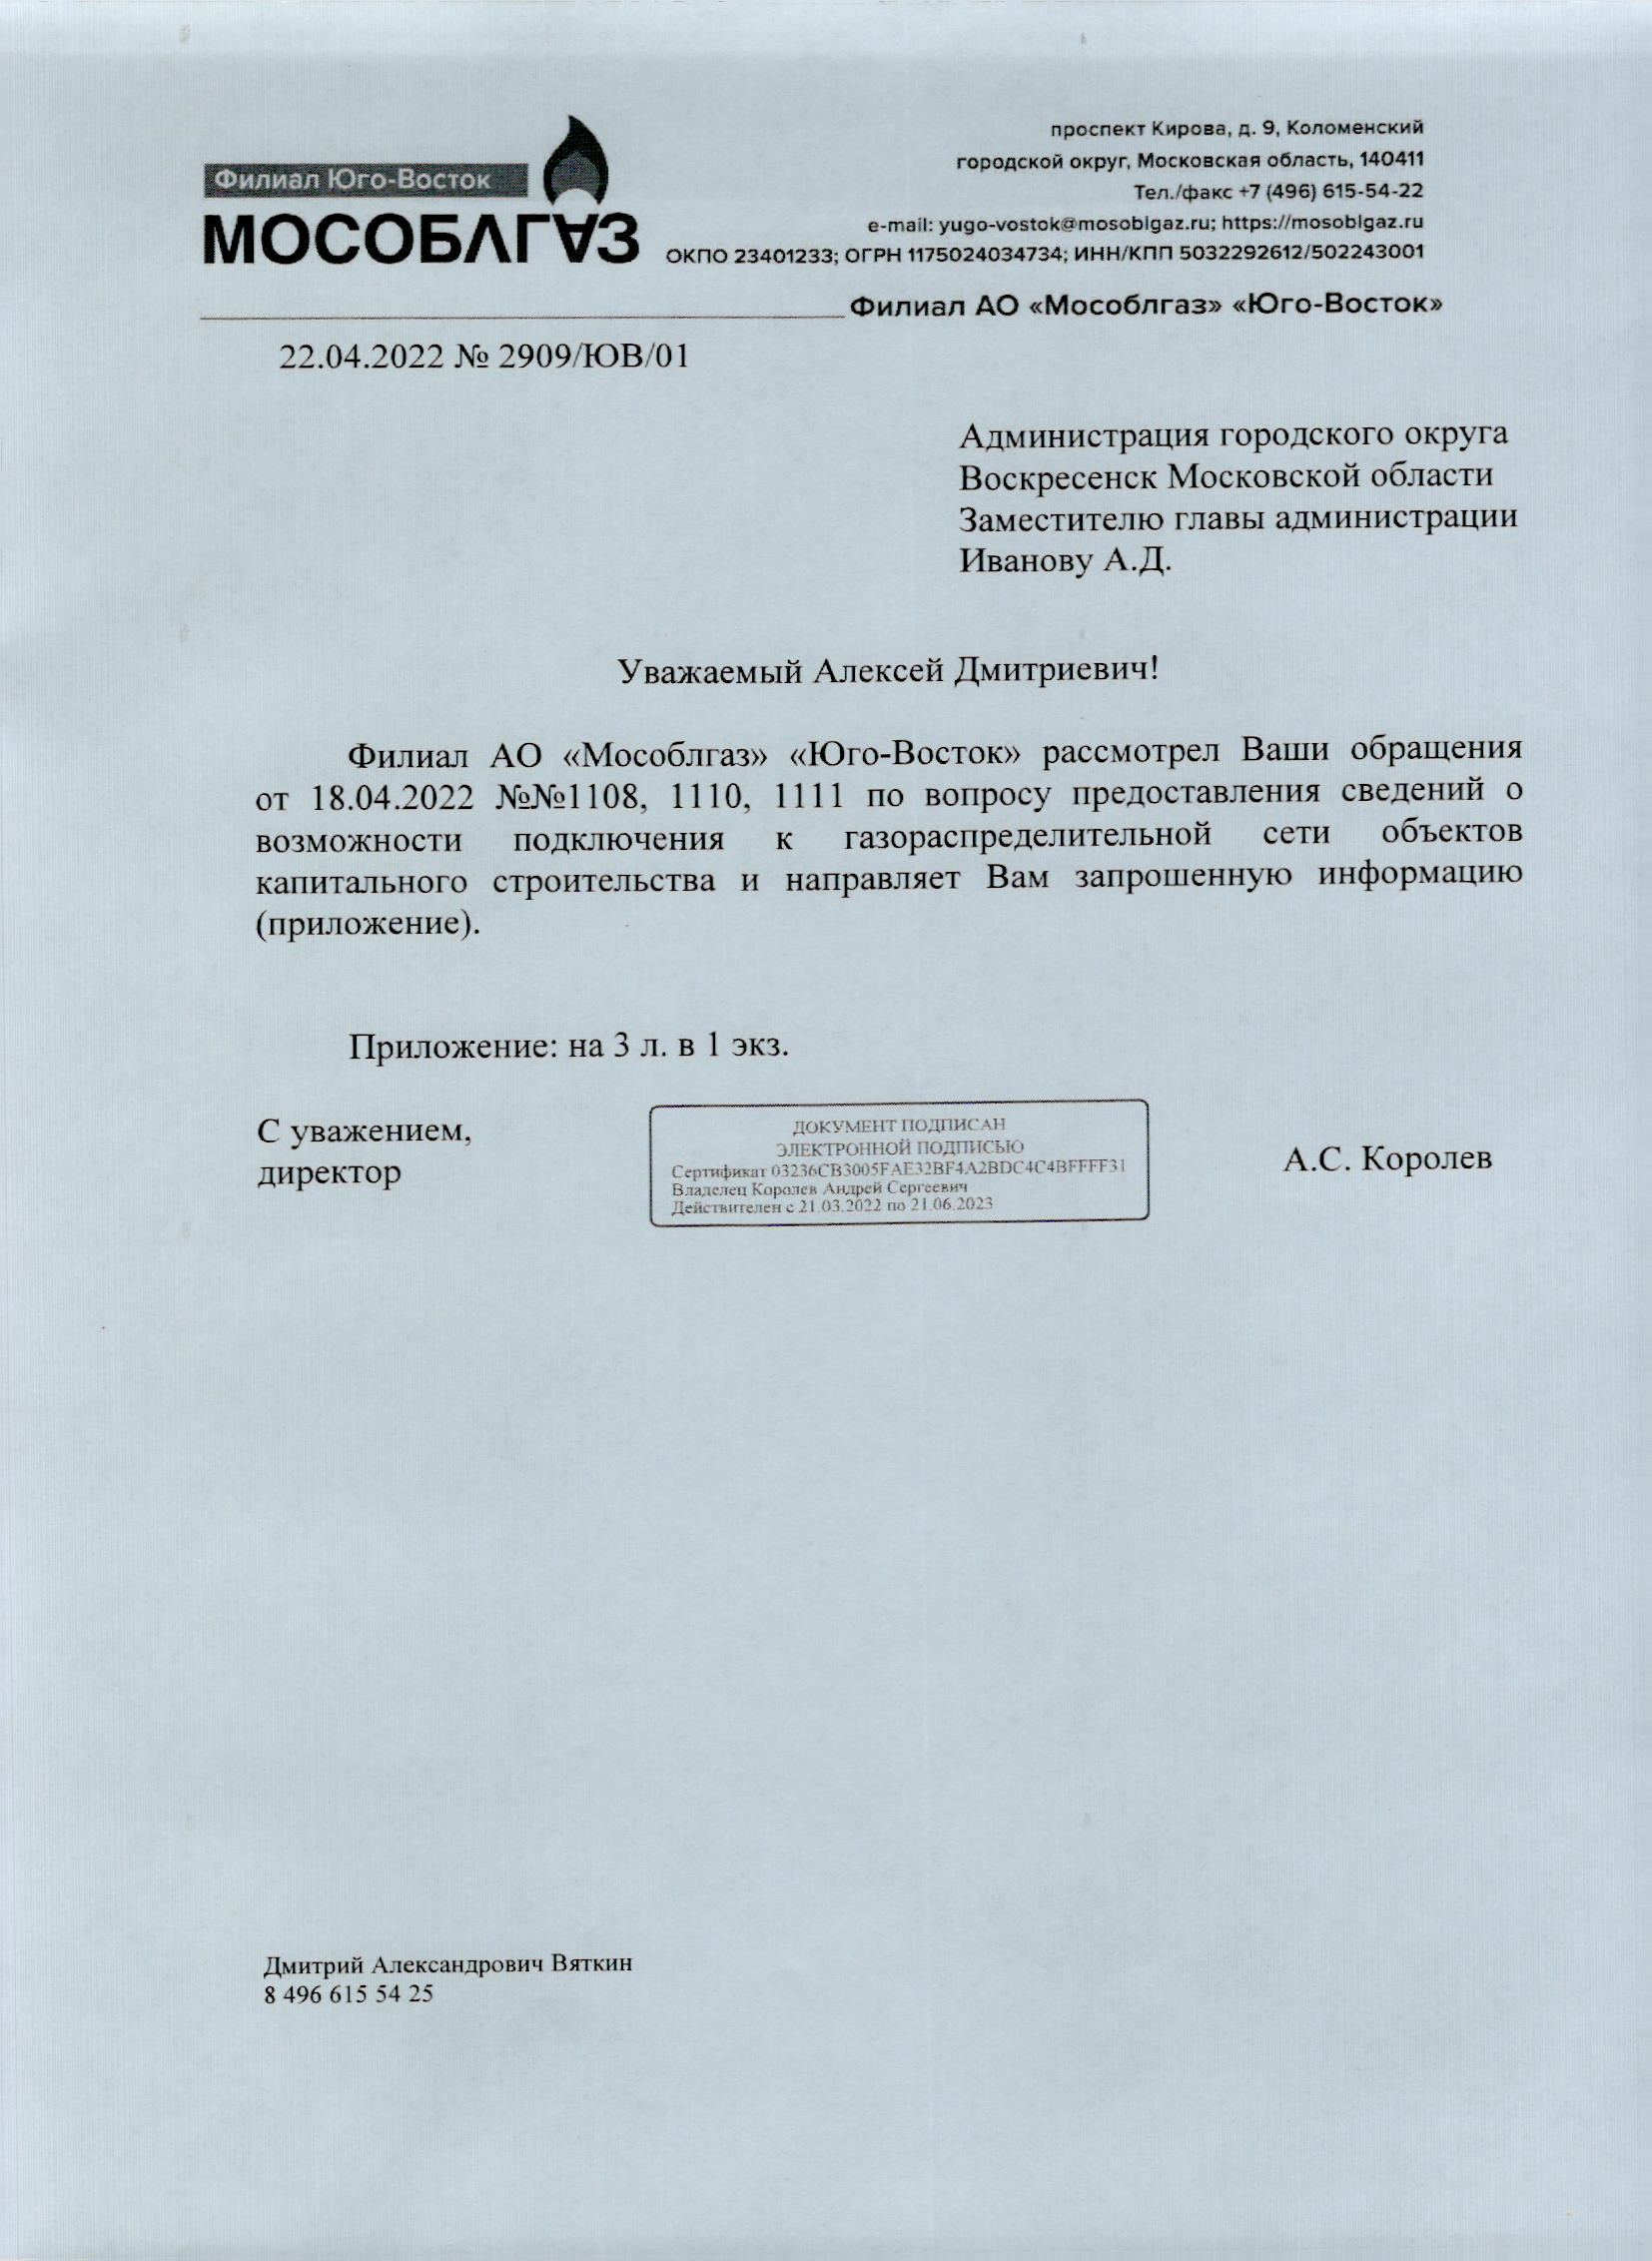 Филиал Юго-Восток
МОСОБЛГАЗ
проспект Кирова, д. 9, Коломенский
городской округ, Московская область, 140411
Тел./факс +7 (496) 615-54-22
e-mail: yugo-vostok@mosoblgaz.ru; https://mosoblgaz.ru
ОКПО 23401233; ОГРН 1175024034734; ИНН/КПП 5032292612/502243001
Филиал АО «Мособлгаз» «Юго-Восток»
22.04.2022 № 2909/ЮВ/01
Администрация городского округа
Воскресенск Московской области
Заместителю главы администрации
Иванову А.Д.
Уважаемый Алексей Дмитриевич!
Филиал АО «Мособлгаз» «Юго-Восток» рассмотрел Ваши обращения
от 18.04.2022 №№1108, 1110, 1111 по вопросу предоставления сведений о
возможности подключения к газораспределительной сети объектов
капитального строительства и направляет Вам запрошенную информацию
(приложение).
Приложение: на 3 л. в 1 экз.
С уважением,
директор
ДОКУМЕНТ ПОДПИСАН
ЭЛЕКТРОННОЙ ПОДПИСЬЮ
Сертификат 03236CB3005FAE32BF4A2BDC4C4BFFFF31
Владелец Королев Андрей Сергеевич
Действителен с 21.03.2022 по 21.06.2023
А.С. Королев
Дмитрий Александрович Вяткин
8 496 615 54 25